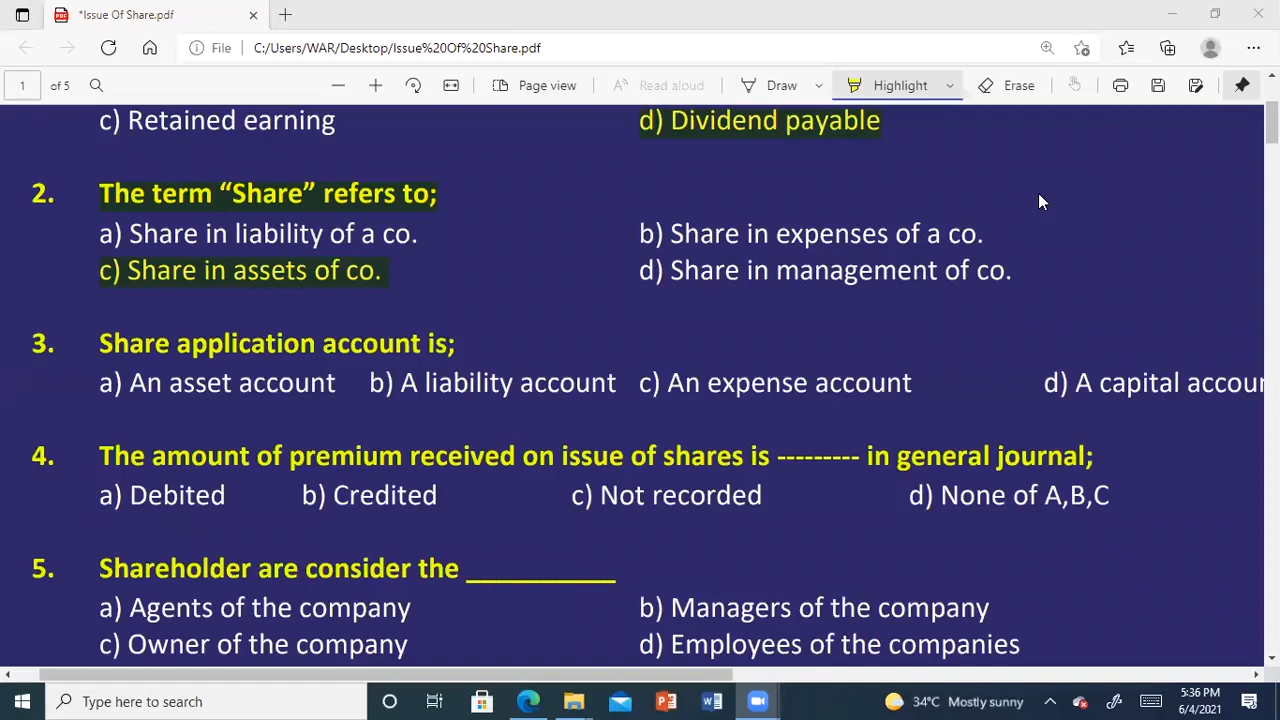 *Issue Of Share.pdf
File C:/Users/WAR/Desktop/Issue%20Of%20Share.pdf
1 of 5 Page view Read aloud Draw Highlight Erase
c) Retained earning d) Dividend payable
2. The term “Share” refers to;
a) Share in liability of a co. b) Share in expenses of a co.
c) Share in assets of co. d) Share in management of co.
3. Share application account is;
a) An asset account b) A liability account c) An expense account d) A capital accour
4. The amount of premium received on issue of shares is --------- in general journal;
a) Debited b) Credited c) Not recorded d) None of A,B,C
5. Shareholder are consider the __________
a) Agents of the company b) Managers of the company
c) Owner of the company d) Employees of the companies
Type here to search 34°C Mostly sunny 5:36 PM
6/4/2021